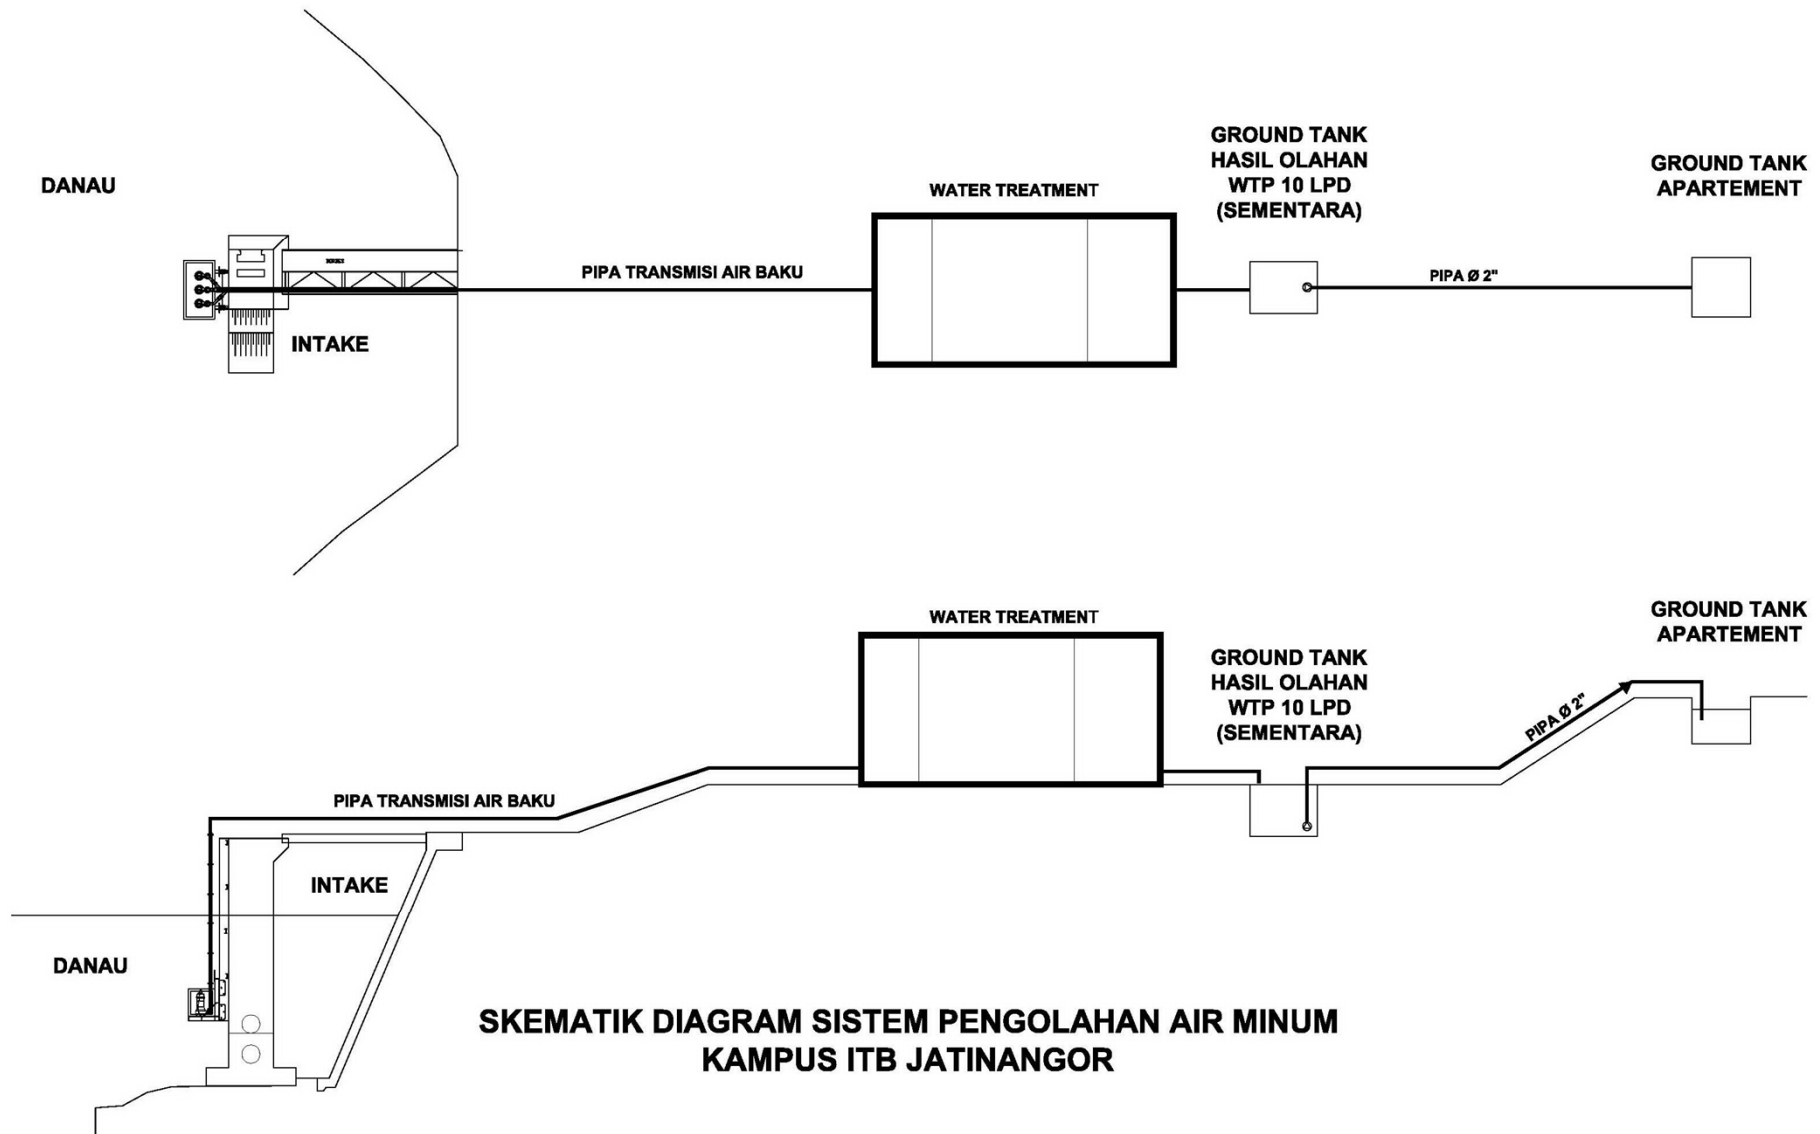 DANAU
INTAKE
PIPA TRANSMISI AIR BAKU
WATER TREATMENT
GROUND TANK
HASIL OLAHAN
WTP 10 LPD
(SEMENTARA)
PIPA Ø 2"
GROUND TANK
APARTEMENT
WATER TREATMENT
GROUND TANK
HASIL OLAHAN
WTP 10 LPD
(SEMENTARA)
GROUND TANK
APARTEMENT
PIPA Ø 2"
PIPA TRANSMISI AIR BAKU
INTAKE
DANAU
SKEMATIK DIAGRAM SISTEM PENGOLAHAN AIR MINUM
KAMPUS ITB JATINANGOR